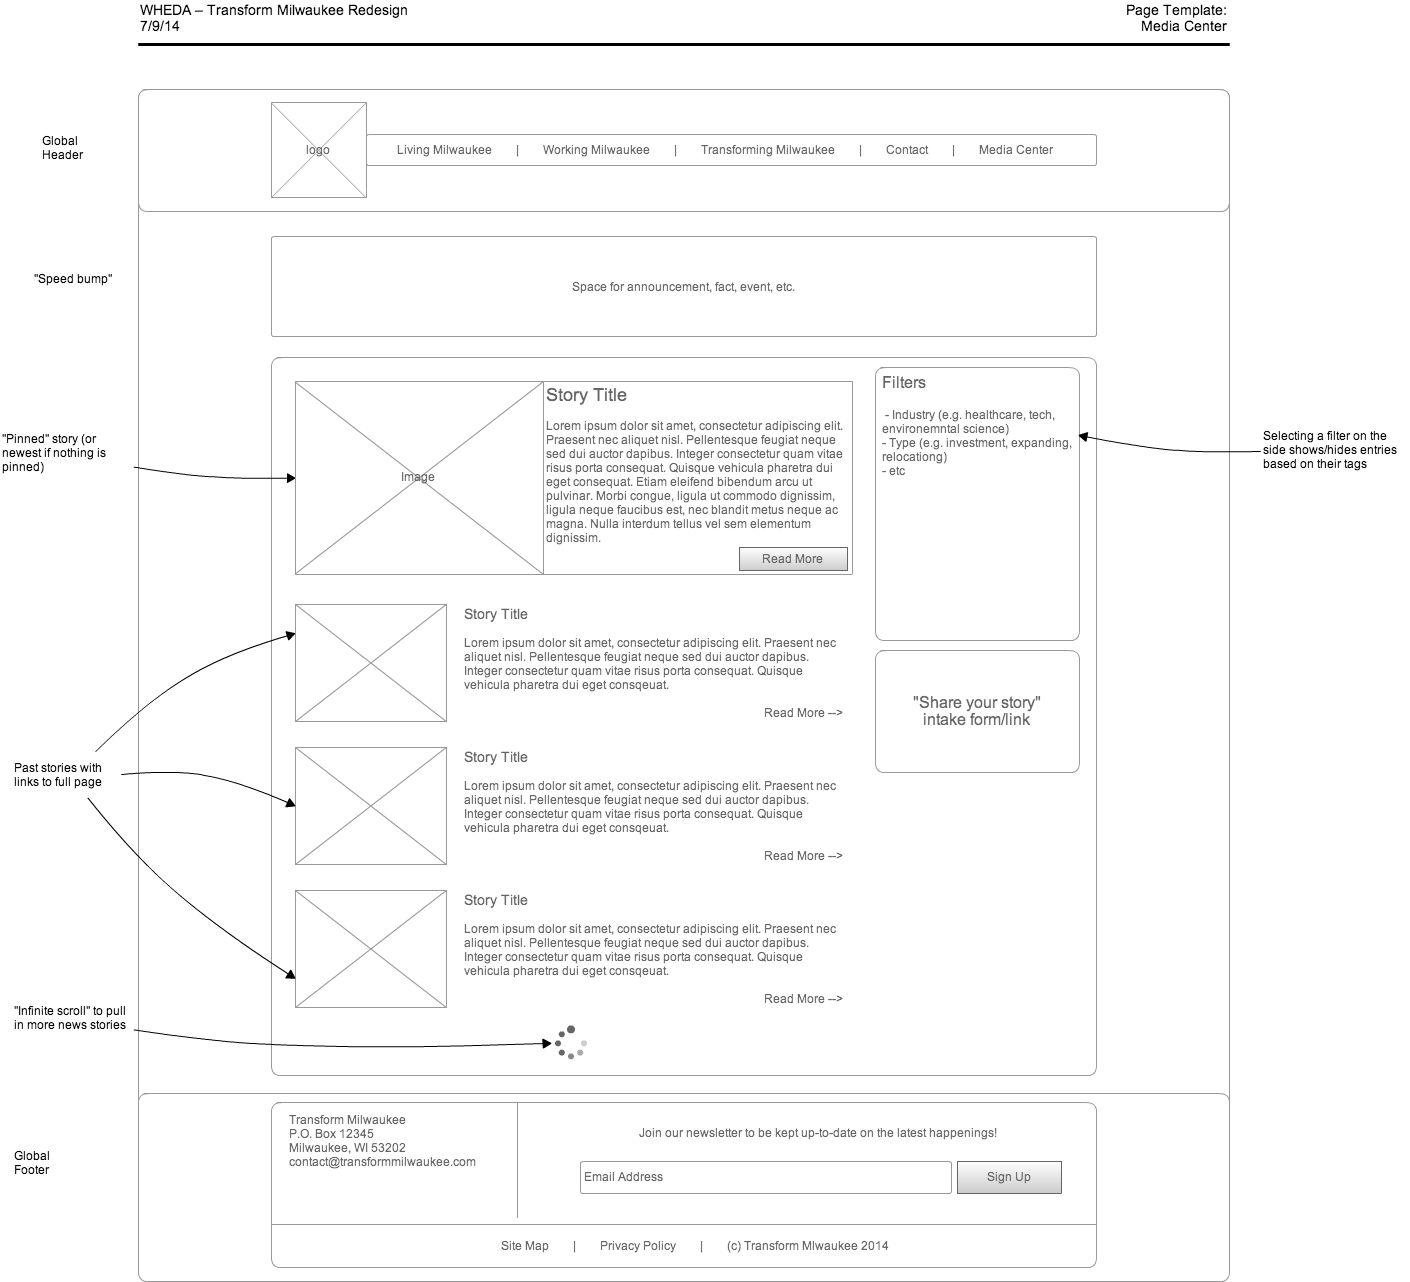 WHEDA – Transform Milwaukee Redesign
7/9/14
Page Template:
Media Center
Global
Header
logo
Living Milwaukee | Working Milwaukee | Transforming Milwaukee | Contact | Media Center
"Speed bump"
Space for announcement, fact, event, etc.
"Pinned" story (or
newest if nothing is
pinned)
Image
Story Title
Lorem ipsum dolor sit amet, consectetur adipiscing elit.
Praesent nec aliquet nisl. Pellentesque feugiat neque
sed dui auctor dapibus. Integer consectetur quam vitae
risus porta consequat. Quisque vehicula pharetra dui
eget consequat. Etiam eleifend bibendum arcu ut
pulvinar. Morbi congue, ligula ut commodo dignissim,
ligula neque faucibus est, nec blandit metus neque ac
magna. Nulla interdum tellus vel sem elementum
dignissim.
Read More
Filters
- Industry (e.g. healthcare, tech,
environemntal science)
- Type (e.g. investment, expanding,
relocationg)
- etc
Selecting a filter on the
side shows/hides entries
based on their tags
Story Title
Lorem ipsum dolor sit amet, consectetur adipiscing elit. Praesent nec
aliquet nisl. Pellentesque feugiat neque sed dui auctor dapibus.
Integer consectetur quam vitae risus porta consequat. Quisque
vehicula pharetra dui eget consqeuat.
Read More -->
"Share your story"
intake form/link
Past stories with
links to full page
Story Title
Lorem ipsum dolor sit amet, consectetur adipiscing elit. Praesent nec
aliquet nisl. Pellentesque feugiat neque sed dui auctor dapibus.
Integer consectetur quam vitae risus porta consequat. Quisque
vehicula pharetra dui eget consqeuat.
Read More -->
Story Title
Lorem ipsum dolor sit amet, consectetur adipiscing elit. Praesent nec
aliquet nisl. Pellentesque feugiat neque sed dui auctor dapibus.
Integer consectetur quam vitae risus porta consequat. Quisque
vehicula pharetra dui eget consqeuat.
Read More -->
"Infinite scroll" to pull
in more news stories
Global
Footer
Transform Milwaukee
P.O. Box 12345
Milwaukee, WI 53202
contact@transformmilwaukee.com
Join our newsletter to be kept up-to-date on the latest happenings!
Email Address
Sign Up
Site Map | Privacy Policy | (c) Transform MIwaukee 2014